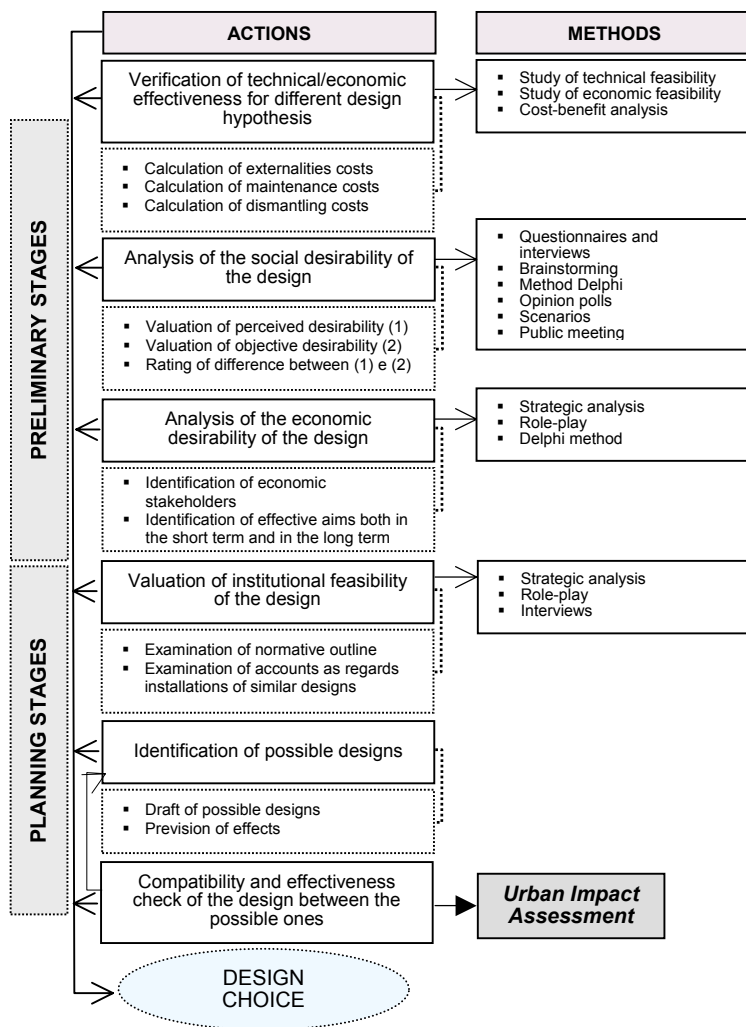 ACTIONS
METHODS
PRELIMINARY STAGES
Verification of technical/economic
effectiveness for different design
hypothesis
▪ Study of technical feasibility
▪ Study of economic feasibility
▪ Cost-benefit analysis
▪ Calculation of externalities costs
▪ Calculation of maintenance costs
▪ Calculation of dismantling costs
Analysis of the social desirability of
the design
▪ Questionnaires and
interviews
▪ Brainstorming
▪ Method Delphi
▪ Opinion polls
▪ Scenarios
▪ Public meeting
▪ Valuation of perceived desirability (1)
▪ Valuation of objective desirability (2)
▪ Rating of difference between (1) e (2)
Analysis of the economic
desirability of the design
▪ Strategic analysis
▪ Role-play
▪ Delphi method
▪ Identification of economic
stakeholders
▪ Identification of effective aims both in
the short term and in the long term
PLANNING STAGES
Valuation of institutional feasibility
of the design
▪ Strategic analysis
▪ Role-play
▪ Interviews
▪ Examination of normative outline
▪ Examination of accounts as regards
installations of similar designs
Identification of possible designs
▪ Draft of possible designs
▪ Prevision of effects
Compatibility and effectiveness
check of the design between the
possible ones
Urban Impact
Assessment
DESIGN
CHOICE